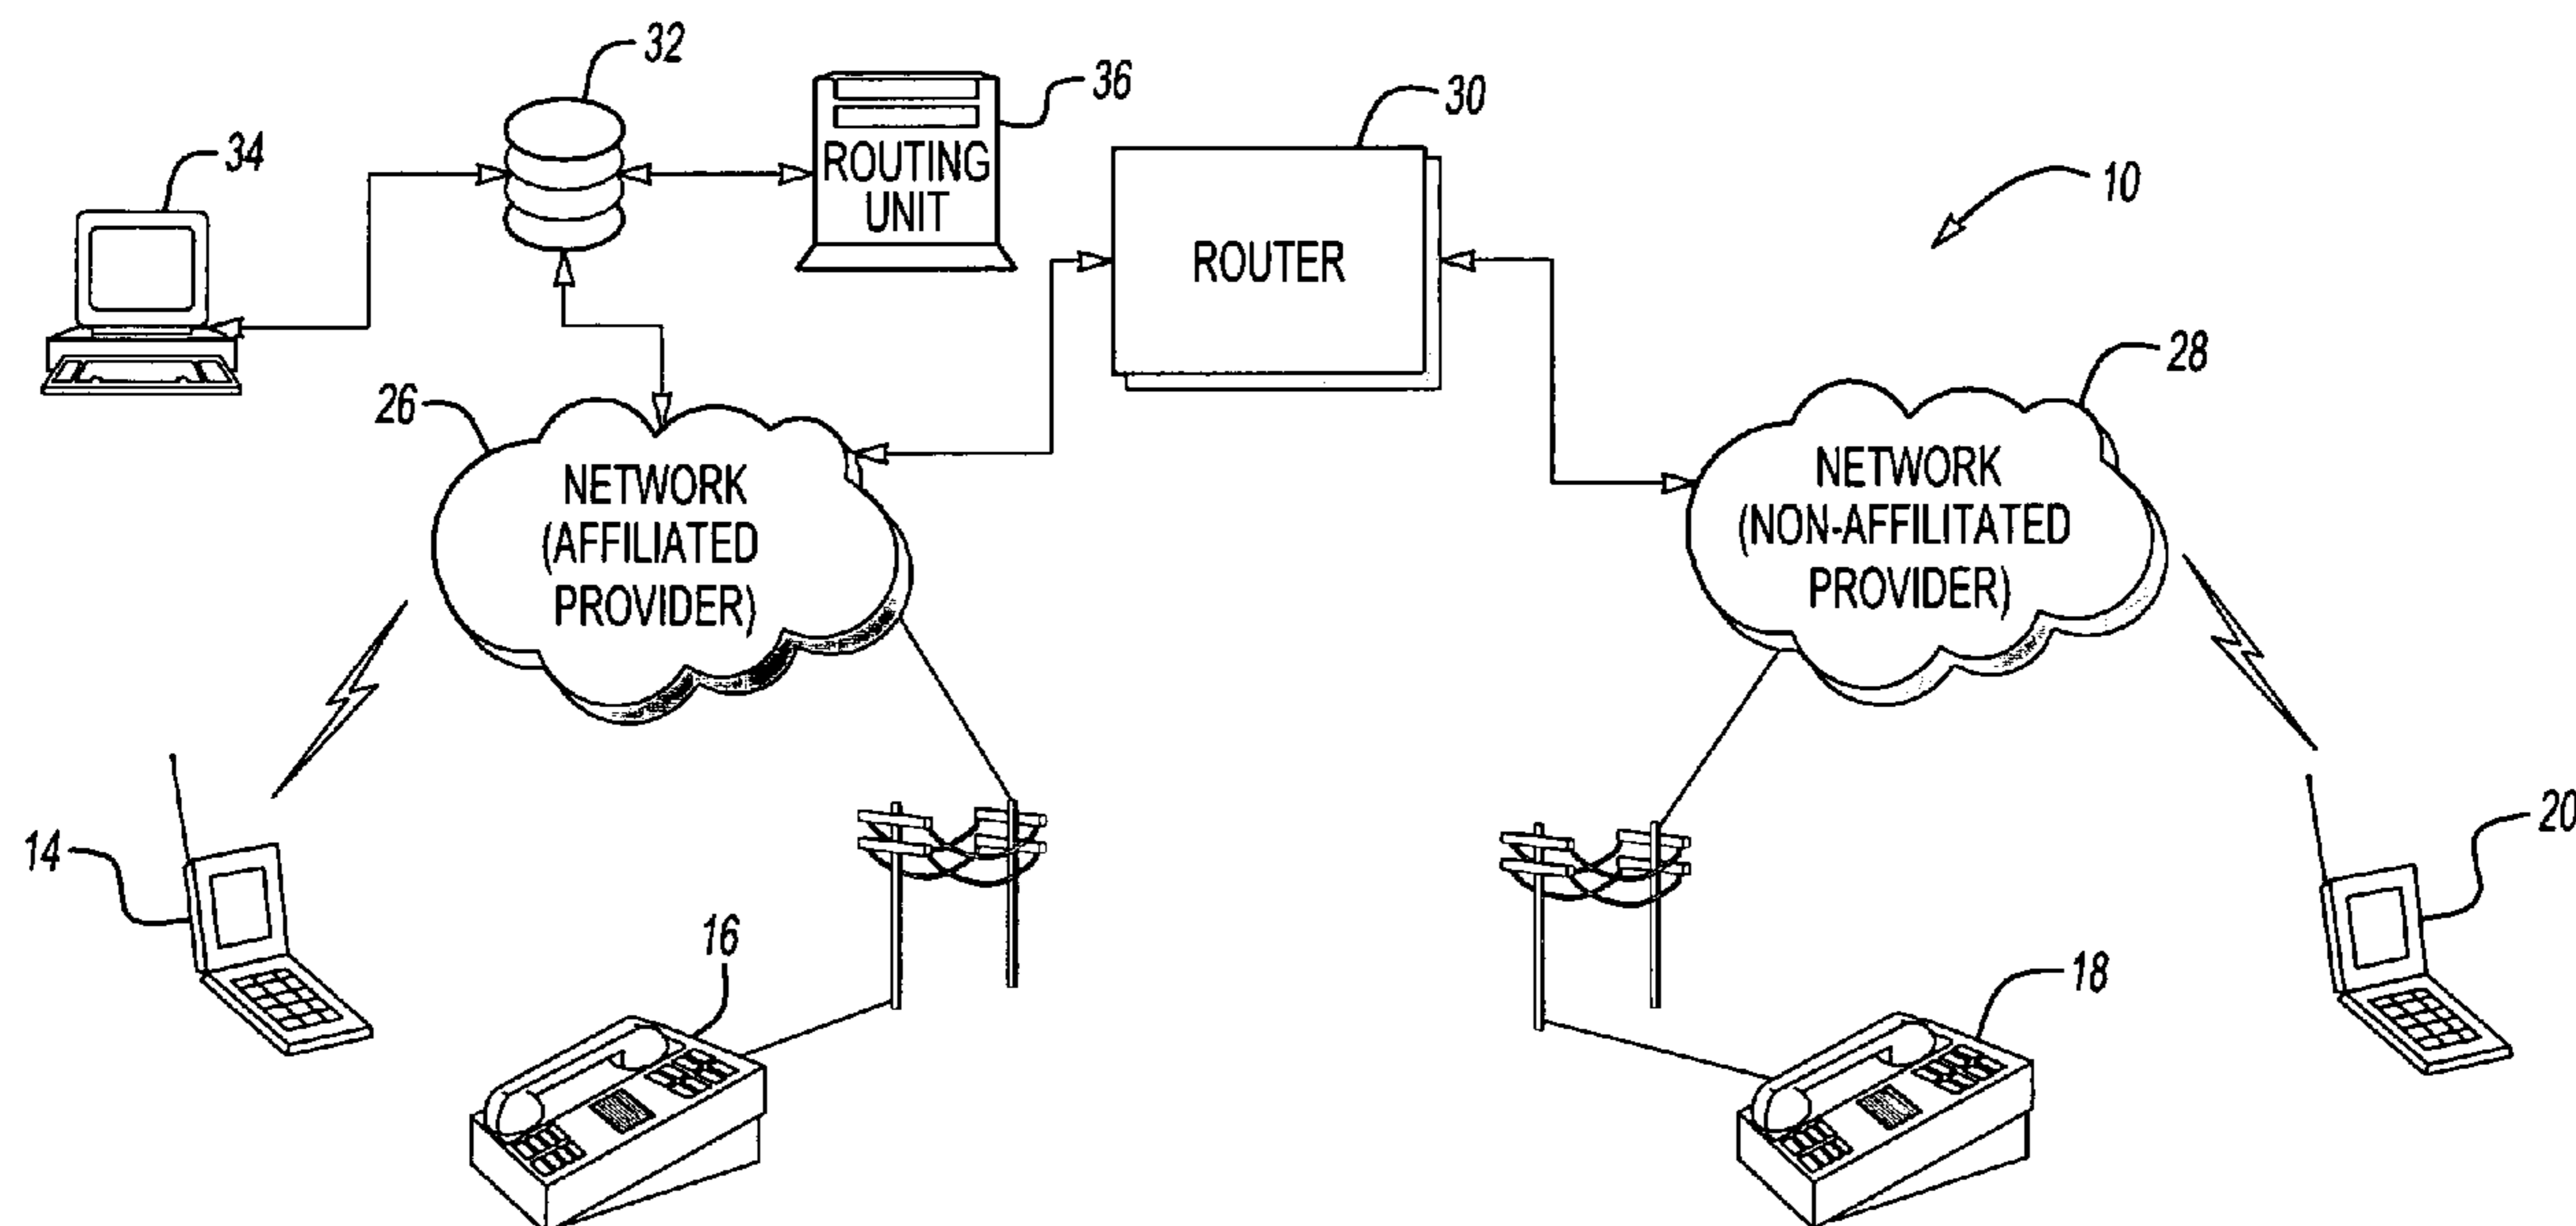 32
36
30
34
ROUTING
UNIT
10
ROUTER
28
26
NETWORK
(AFFILIATED
PROVIDER)
NETWORK
(NON-AFFILITATED
PROVIDER)
14
20
16
18